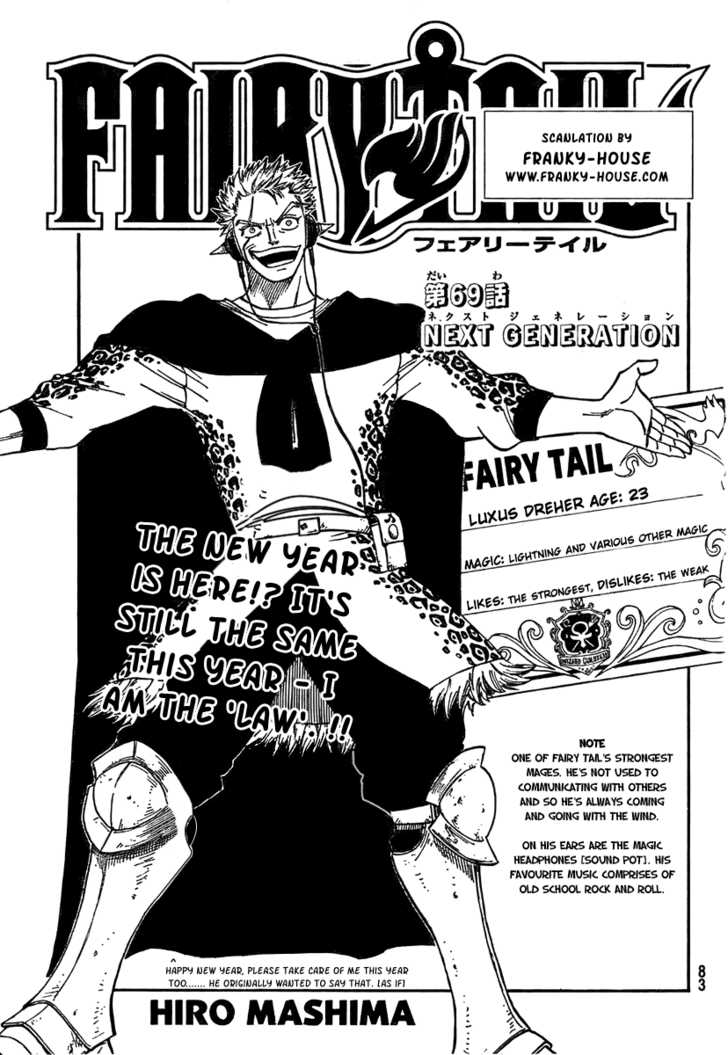 FAIRY TAIL
SCANLATION BY
FRANKY-HOUSE
WWW.FRANKY-HOUSE.COM
フェアリーテイル
だい わ
第69話
ネクスト ジェネレーション
NEXT GENERATION
FAIRY TAIL
LUXUS DREHER AGE: 23
MAGIC: LIGHTNING AND VARIOUS OTHER MAGIC
LIKES: THE STRONGEST, DISLIKES: THE WEAK
THE NEW YEAR
IS HERE!? IT'S
STILL THE SAME
THIS YEAR - I
AM THE 'LAW'. !!
NOTE
ONE OF FAIRY TAIL'S STRONGEST
MAGES. HE'S NOT USED TO
COMMUNICATING WITH OTHERS
AND SO HE'S ALWAYS COMING
AND GOING WITH THE WIND.
ON HIS EARS ARE THE MAGIC
HEADPHONES [SOUND POT]. HIS
FAVOURITE MUSIC COMPRISES OF
OLD SCHOOL ROCK AND ROLL.
HAPPY NEW YEAR, PLEASE TAKE CARE OF ME THIS YEAR
TOO....... HE ORIGINALLY WANTED TO SAY THAT. [AS IF]
HIRO MASHIMA
83